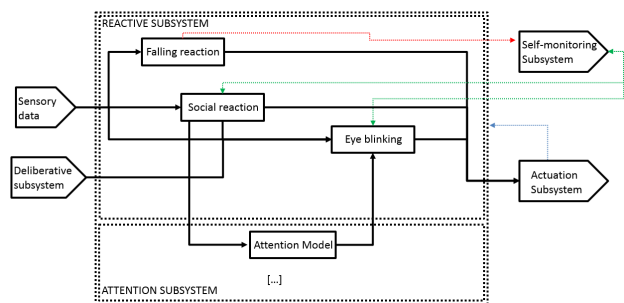 REACTIVE SUBSYSTEM
Falling reaction
Self-monitoring
Subsystem
Sensory
data
Social reaction
Eye blinking
Deliberative
subsystem
Actuation
Subsystem
Attention Model
[...]
ATTENTION SUBSYSTEM